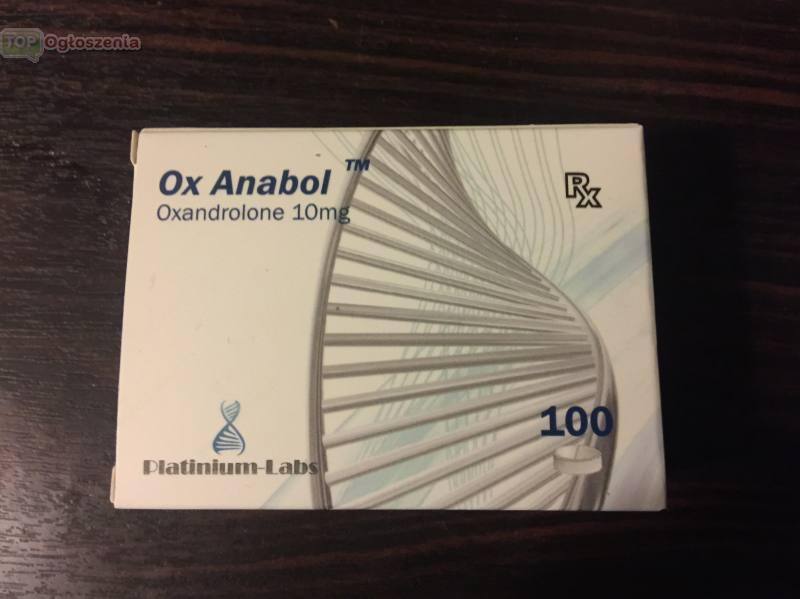 TOP Ogłoszenia
Ox Anabol ™
Oxandrolone 10mg
Rx
100
Platinium-Labs